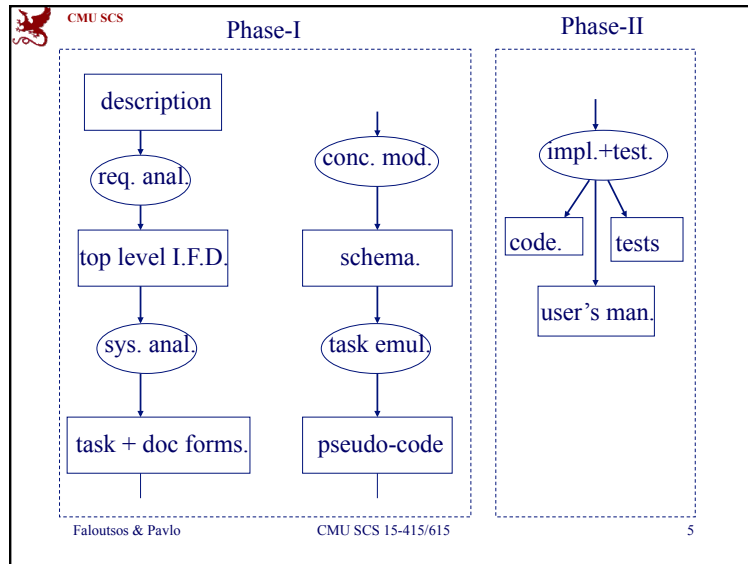 CMU SCS
Phase-I
Phase-II
description
req. anal.
top level I.F.D.
sys. anal.
task + doc forms.
conc. mod.
schema.
task emul.
pseudo-code
impl.+test.
code.
tests
user's man.
Faloutsos & Pavlo
CMU SCS 15-415/615
5